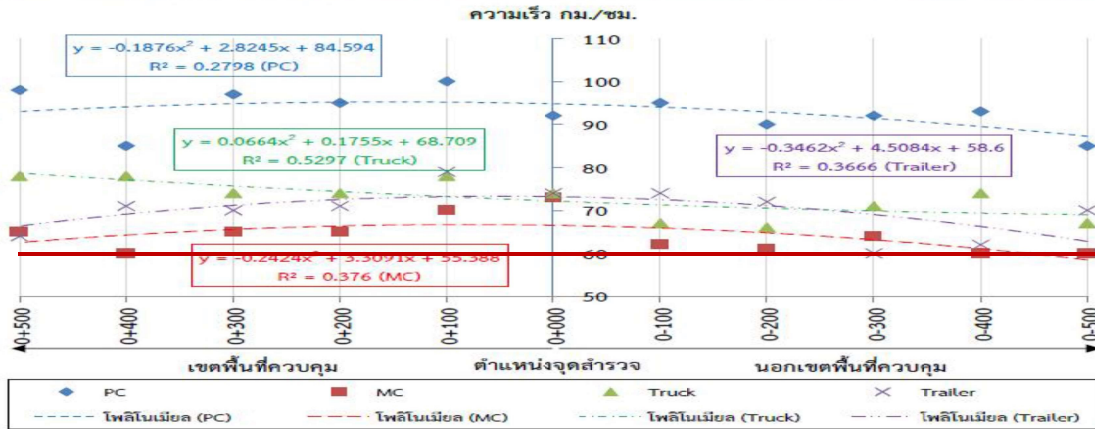 ความเร็ว กม./ชม.
110
100
90
80
70
60
50
y = -0.1876x² + 2.8245x + 84.594
R² = 0.2798 (PC)
y = 0.0664x² + 0.1755x + 68.709
R² = 0.5297 (Truck)
y = -0.3462x² + 4.5084x + 58.6
R² = 0.3666 (Trailer)
y = -0.2424x² + 3.3091x + 55.388
R² = 0.376 (MC)
0+500 0+400 0+300 0+200 0+100 0+000 0-100 0-200 0-300 0-400 0-500
เขตพื้นที่ควบคุม ตำแหน่งจุดสำรวจ นอกเขตพื้นที่ควบคุม
PC MC Truck Trailer
โพลิโนเมียล (PC) โพลิโนเมียล (MC) โพลิโนเมียล (Truck) โพลิโนเมียล (Trailer)